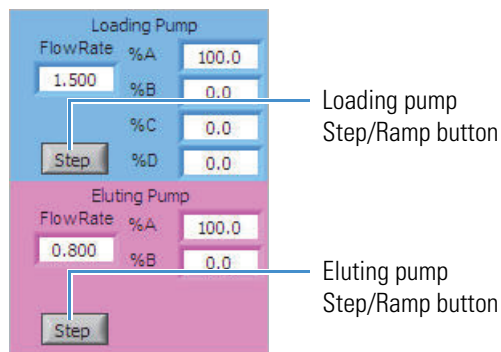 Loading Pump
FlowRate %A 100.0
1.500
%B 0.0
%C 0.0
Step %D 0.0
Loading pump
Step/Ramp button
Eluting Pump
FlowRate %A 100.0
0.800
%B 0.0
Step
Eluting pump
Step/Ramp button